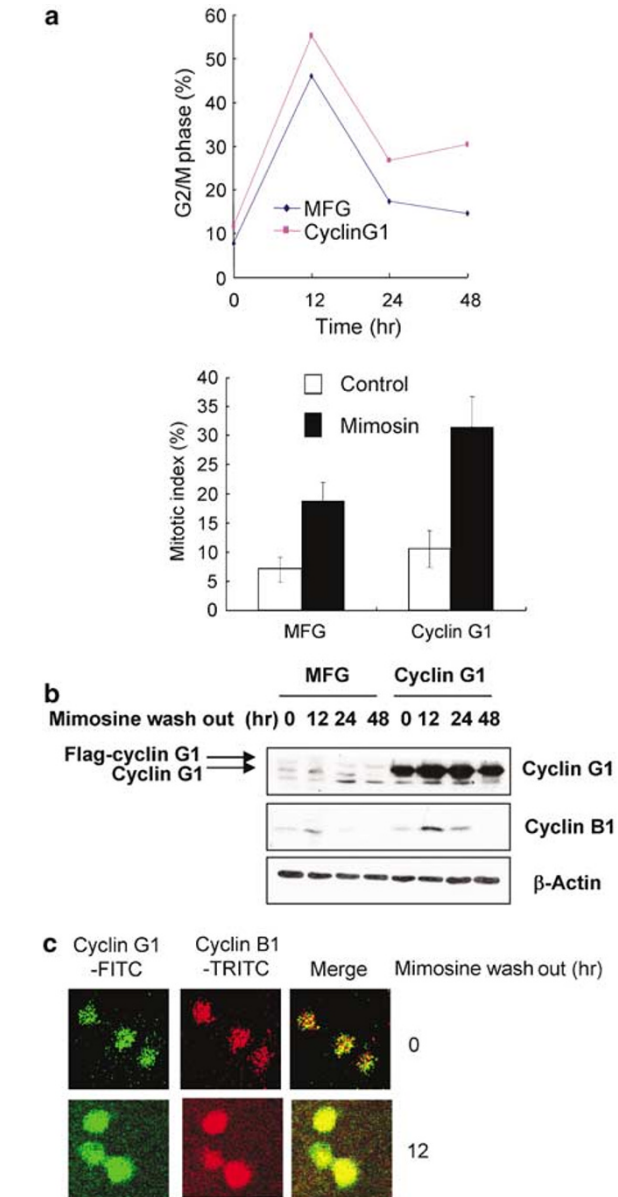 a
60
50
40
30
20
10
0
G2/M phase (%)
MFG
CyclinG1
0 12 24 48
Time (hr)
40
35
30
25
20
15
10
5
0
Mitotic index (%)
Control
Mimosin
MFG Cyclin G1
b
MFG Cyclin G1
Mimosine wash out (hr) 0 12 24 48 0 12 24 48
Flag-cyclin G1
Cyclin G1
Cyclin G1
Cyclin B1
β-Actin
c
Cyclin G1 -FITC
Cyclin B1 -TRITC
Merge
Mimosine wash out (hr)
0
12